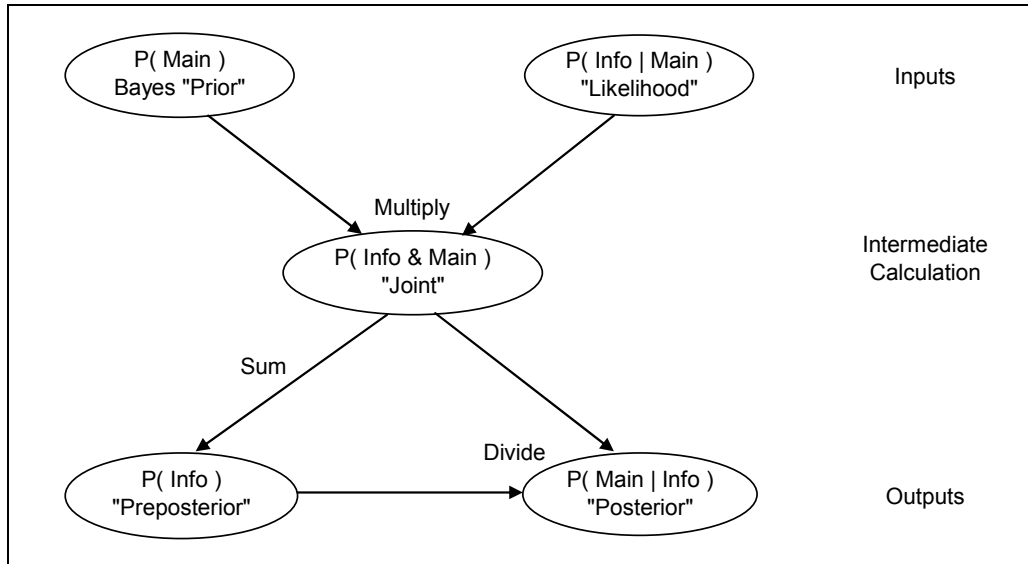 P( Main )
Bayes "Prior"
P( Info | Main )
"Likelihood"
Inputs
Multiply
P( Info & Main )
"Joint"
Intermediate
Calculation
Sum
Divide
P( Info )
"Preposterior"
P( Main | Info )
"Posterior"
Outputs